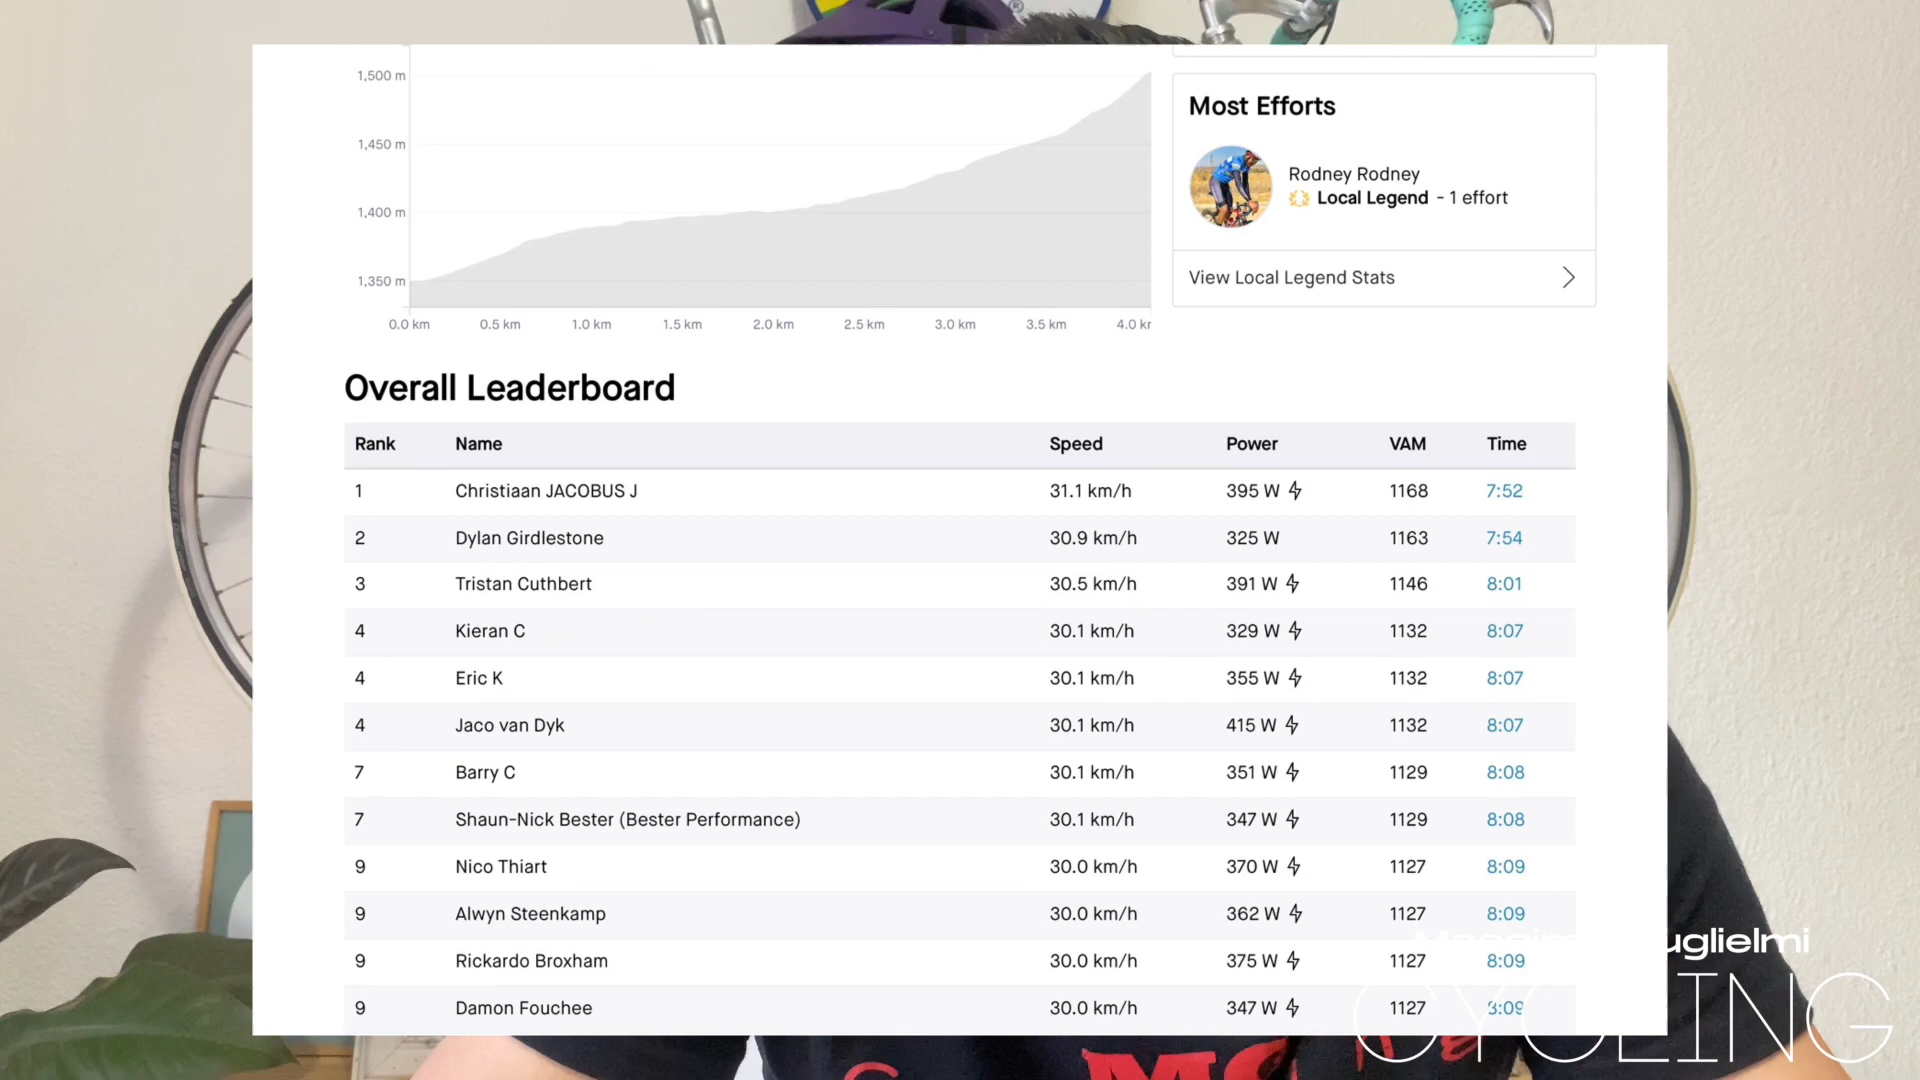 ®
1,500 m
1,450 m
1,400 m
1,350 m
0.0 km 0.5 km 1.0 km 1.5 km 2.0 km 2.5 km 3.0 km 3.5 km 4.0 kr
Most Efforts
Rodney Rodney
Local Legend - 1 effort
View Local Legend Stats
Overall Leaderboard
Rank Name Speed Power VAM Time
1 Christiaan JACOBUS J 31.1 km/h 395 W 1168 7:52
2 Dylan Girdlestone 30.9 km/h 325 W 1163 7:54
3 Tristan Cuthbert 30.5 km/h 391 W 1146 8:01
4 Kieran C 30.1 km/h 329 W 1132 8:07
4 Eric K 30.1 km/h 355 W 1132 8:07
4 Jaco van Dyk 30.1 km/h 415 W 1132 8:07
7 Barry C 30.1 km/h 351 W 1129 8:08
7 Shaun-Nick Bester (Bester Performance) 30.1 km/h 347 W 1129 8:08
9 Nico Thiart 30.0 km/h 370 W 1127 8:09
9 Alwyn Steenkamp 30.0 km/h 362 W 1127 8:09
9 Rickardo Broxham 30.0 km/h 375 W 1127 8:09
9 Damon Fouchee 30.0 km/h 347 W 1127 8:09
CYCLING